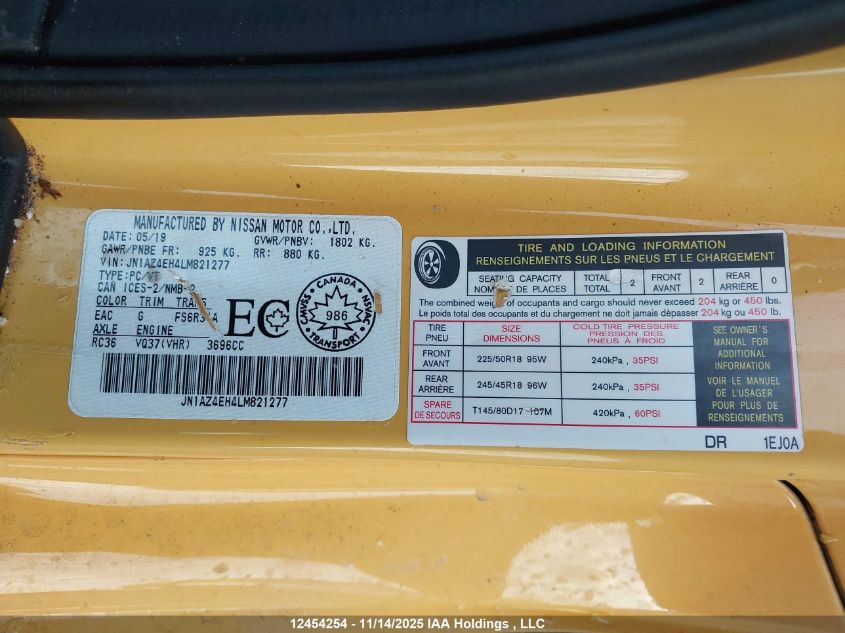 MANUFACTURED BY NISSAN MOTOR CO.,LTD.
DATE: 05/19 GVWR/PNBV: 1802 KG.
GAWR/PNBE FR: 925 KG. RR: 880 KG.
VIN: JN1AZ4EH4LM821277
TYPE:PC/VT
CAN ICES-2/NMB-2
COLOR TRIM TRANS
EAC G FS6R31A
AXLE ENGINE
RC36 VQ37(VHR) 3696CC
EC
CMVSS CANADA NSVAC
986
TRANSPORT
JN1AZ4EH4LM821277
TIRE AND LOADING INFORMATION
RENSEIGNEMENTS SUR LES PNEUS ET LE CHARGEMENT
SEATING CAPACITY TOTAL 2 FRONT 2 REAR 0
NOMBRE DE PLACES TOTAL AVANT ARRIÈRE
The combined weight of occupants and cargo should never exceed 204 kg or 450 lbs.
Le poids total des occupants et du chargement ne doit jamais dépasser 204 kg ou 450 lb.
TIRE PNEU
SIZE DIMENSIONS
COLD TIRE PRESSURE
PRESSION DES PNEUS À FROID
FRONT AVANT 225/50R18 95W 240kPa , 35PSI
REAR ARRIÈRE 245/45R18 96W 240kPa , 35PSI
SPARE DE SECOURS T145/80D17 107M 420kPa , 60PSI
SEE OWNER'S
MANUAL FOR
ADDITIONAL
INFORMATION
VOIR LE MANUEL
DE L'USAGER
POUR PLUS DE
RENSEIGNEMENTS
DR 1EJ0A
12454254 - 11/14/2025 IAA Holdings , LLC